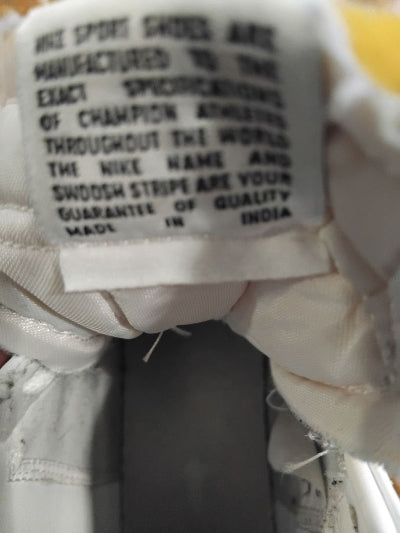 NIKE SPORT SHOES ARE
MANUFACTURED TO THE
EXACT SPECIFICATIONS
OF CHAMPION ATHLETES
THROUGHOUT THE WORLD
THE NIKE NAME AND
SWOOSH STRIPE ARE YOUR
GUARANTEE OF QUALITY
MADE IN INDIA